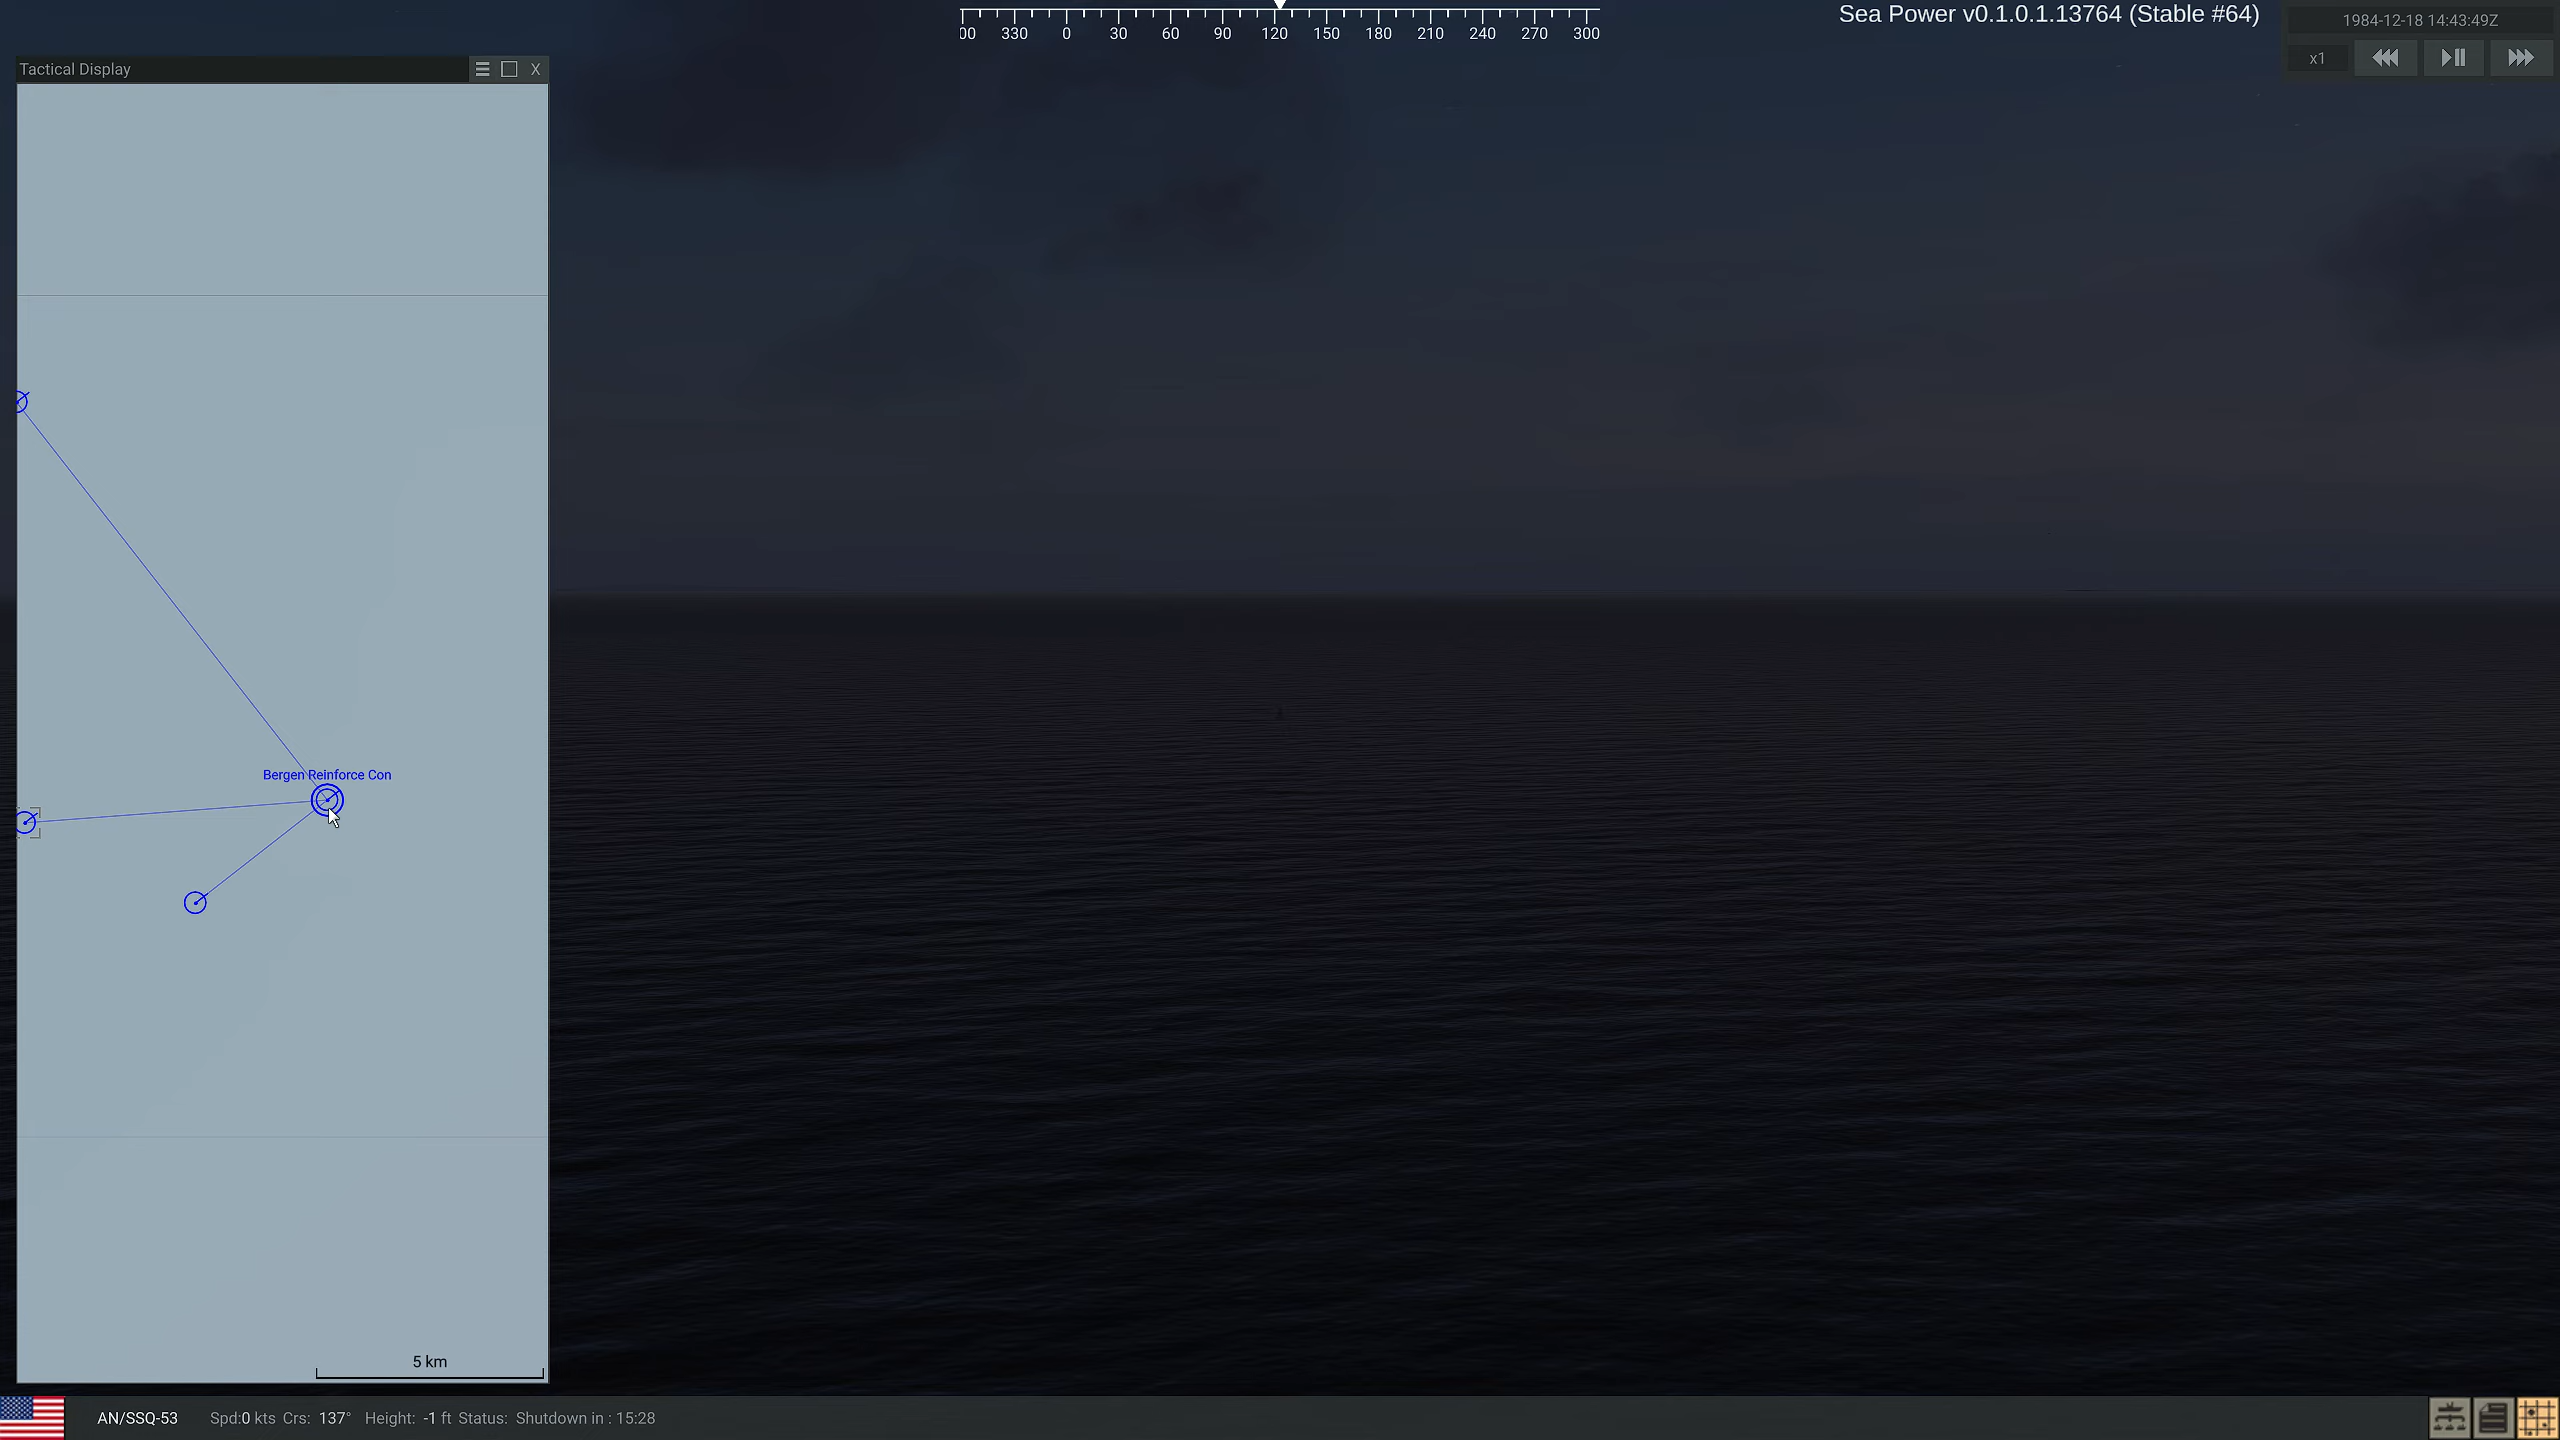 00 330 0 30 60 90 120 150 180 210 240 270 300
Sea Power v0.1.0.1.13764 (Stable #64)
1984-12-18 14:43:49Z
x1
Tactical Display
X
Bergen Reinforce Con
5 km
AN/SSQ-53 Spd:0 kts Crs: 137° Height: -1 ft Status: Shutdown in : 15:28